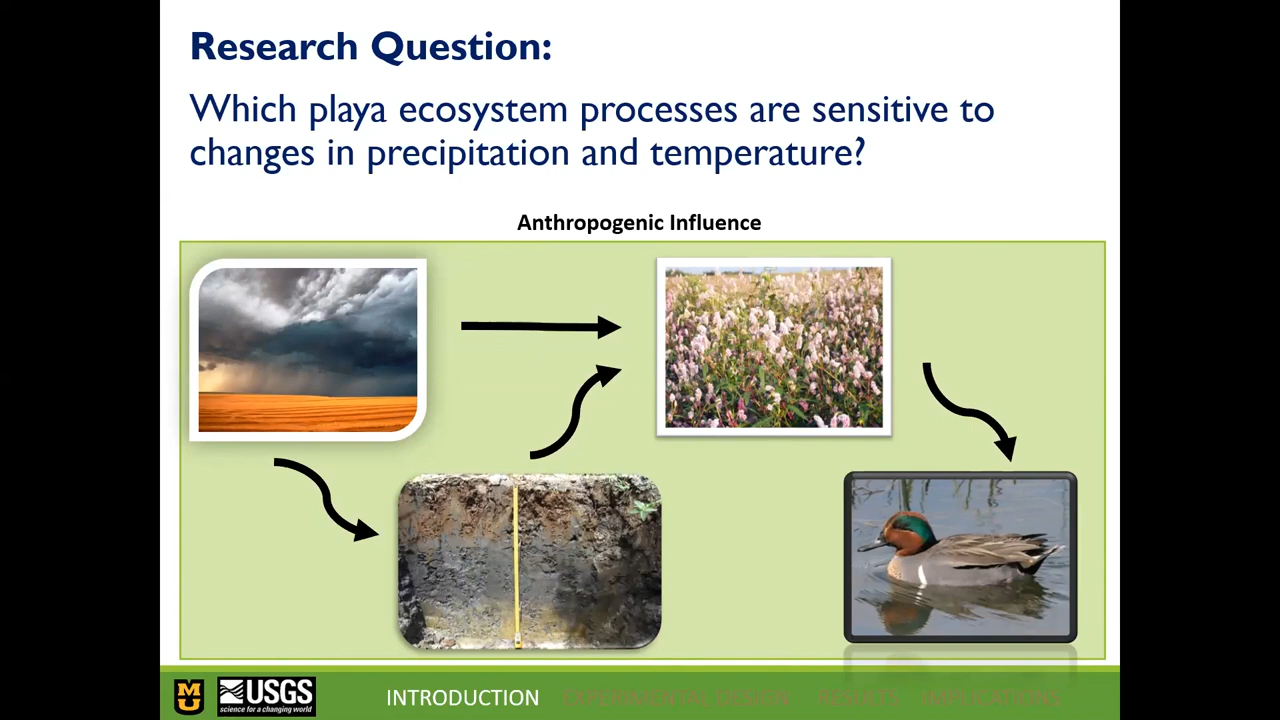 Research Question:
Which playa ecosystem processes are sensitive to
changes in precipitation and temperature?
Anthropogenic Influence
MU
USGS
science for a changing world
INTRODUCTION
EXPERIMENTAL DESIGN
RESULTS
IMPLICATIONS